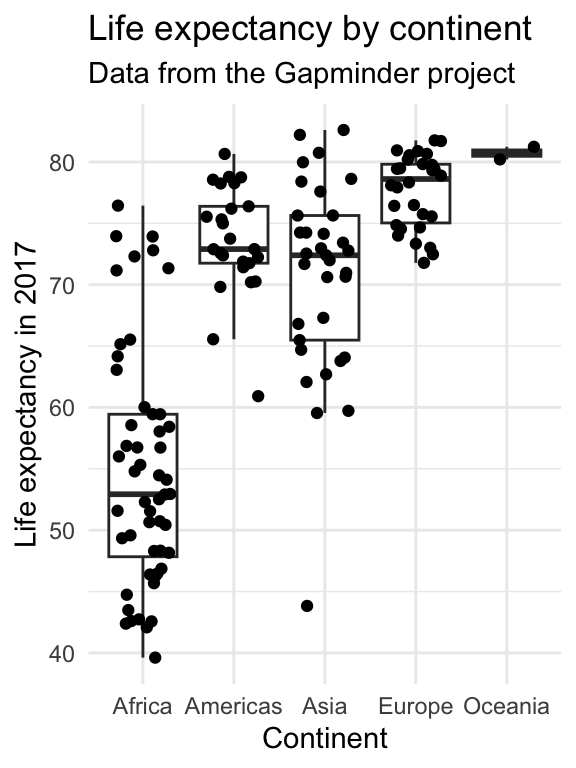 Life expectancy by continent
Data from the Gapminder project
Life expectancy in 2017
80
70
60
50
40
Africa Americas Asia Europe Oceania
Continent